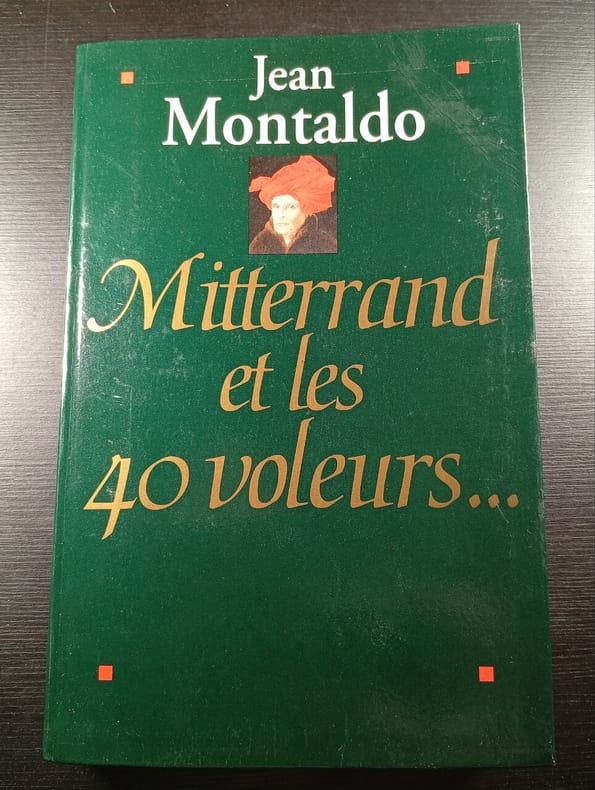 Jean
Montaldo
Mitterrand
et les
40 voleurs...